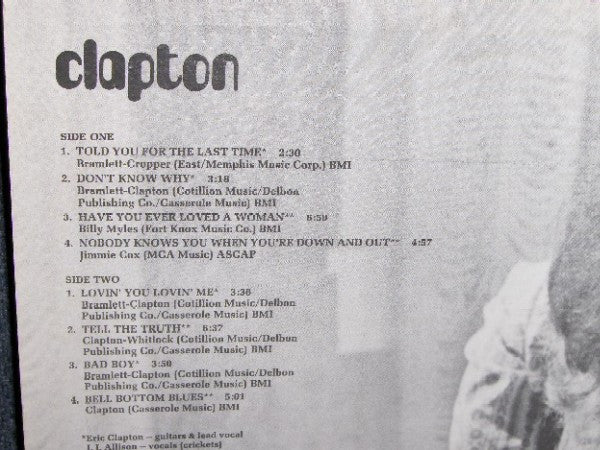 clapton
SIDE ONE
1. TOLD YOU FOR THE LAST TIME* 2:30
Bramlett-Cropper (East/Memphis Music Corp.) BMI
2. DON'T KNOW WHY* 3:18
Bramlett-Clapton (Cotillion Music/Delbon
Publishing Co./Casserole Music) BMI
3. HAVE YOU EVER LOVED A WOMAN** 6:59
Billy Myles (Fort Knox Music Co.) BMI
4. NOBODY KNOWS YOU WHEN YOU'RE DOWN AND OUT** 4:57
Jimmie Cox (MCA Music) ASCAP
SIDE TWO
1. LOVIN' YOU LOVIN' ME* 3:38
Bramlett-Clapton (Cotillion Music/Delbon
Publishing Co./Casserole Music) BMI
2. TELL THE TRUTH** 6:37
Clapton-Whitlock (Cotillion Music/Delbon
Publishing Co./Casserole Music) BMI
3. BAD BOY* 3:50
Bramlett-Clapton (Cotillion Music/Delbon
Publishing Co./Casserole Music) BMI
4. BELL BOTTOM BLUES** 5:01
Clapton (Casserole Music) BMI
*Eric Clapton – guitars & lead vocal
J. I. Allison – vocals (crickets)